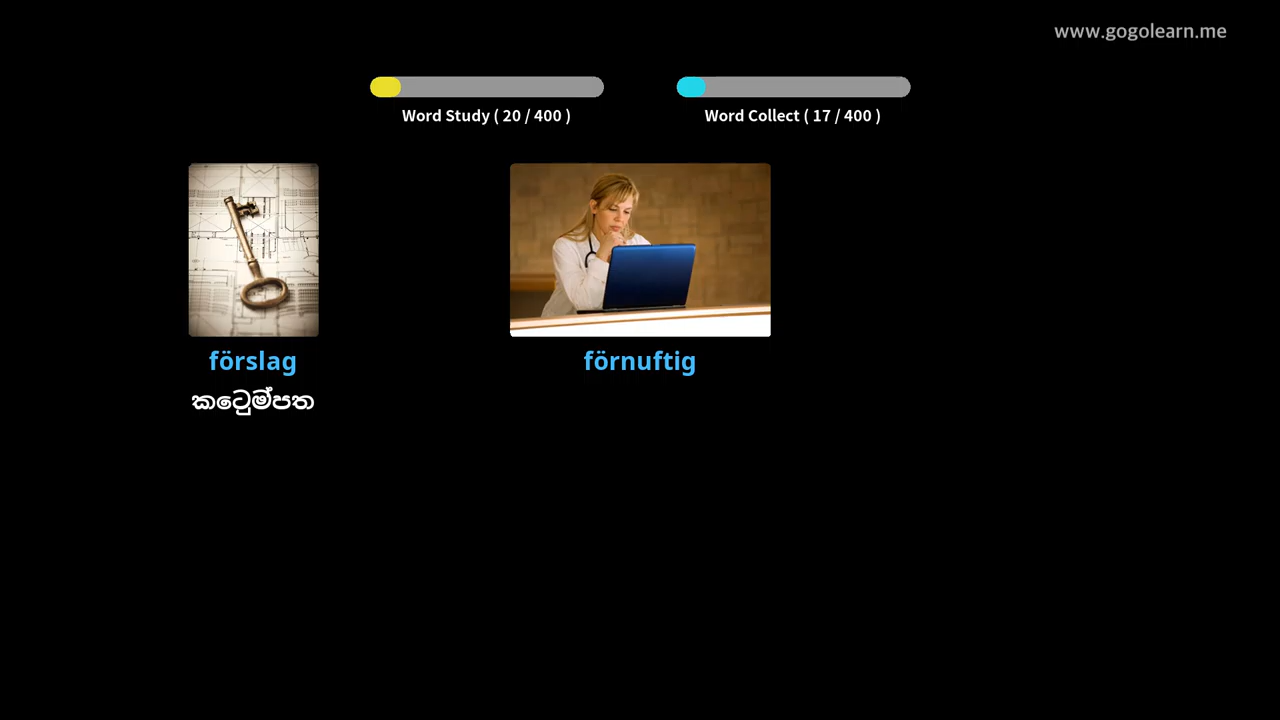 www.gogolearn.me
Word Study ( 20 / 400 )
Word Collect ( 17 / 400 )
förslag
förnuftig
කටුෙම්පත